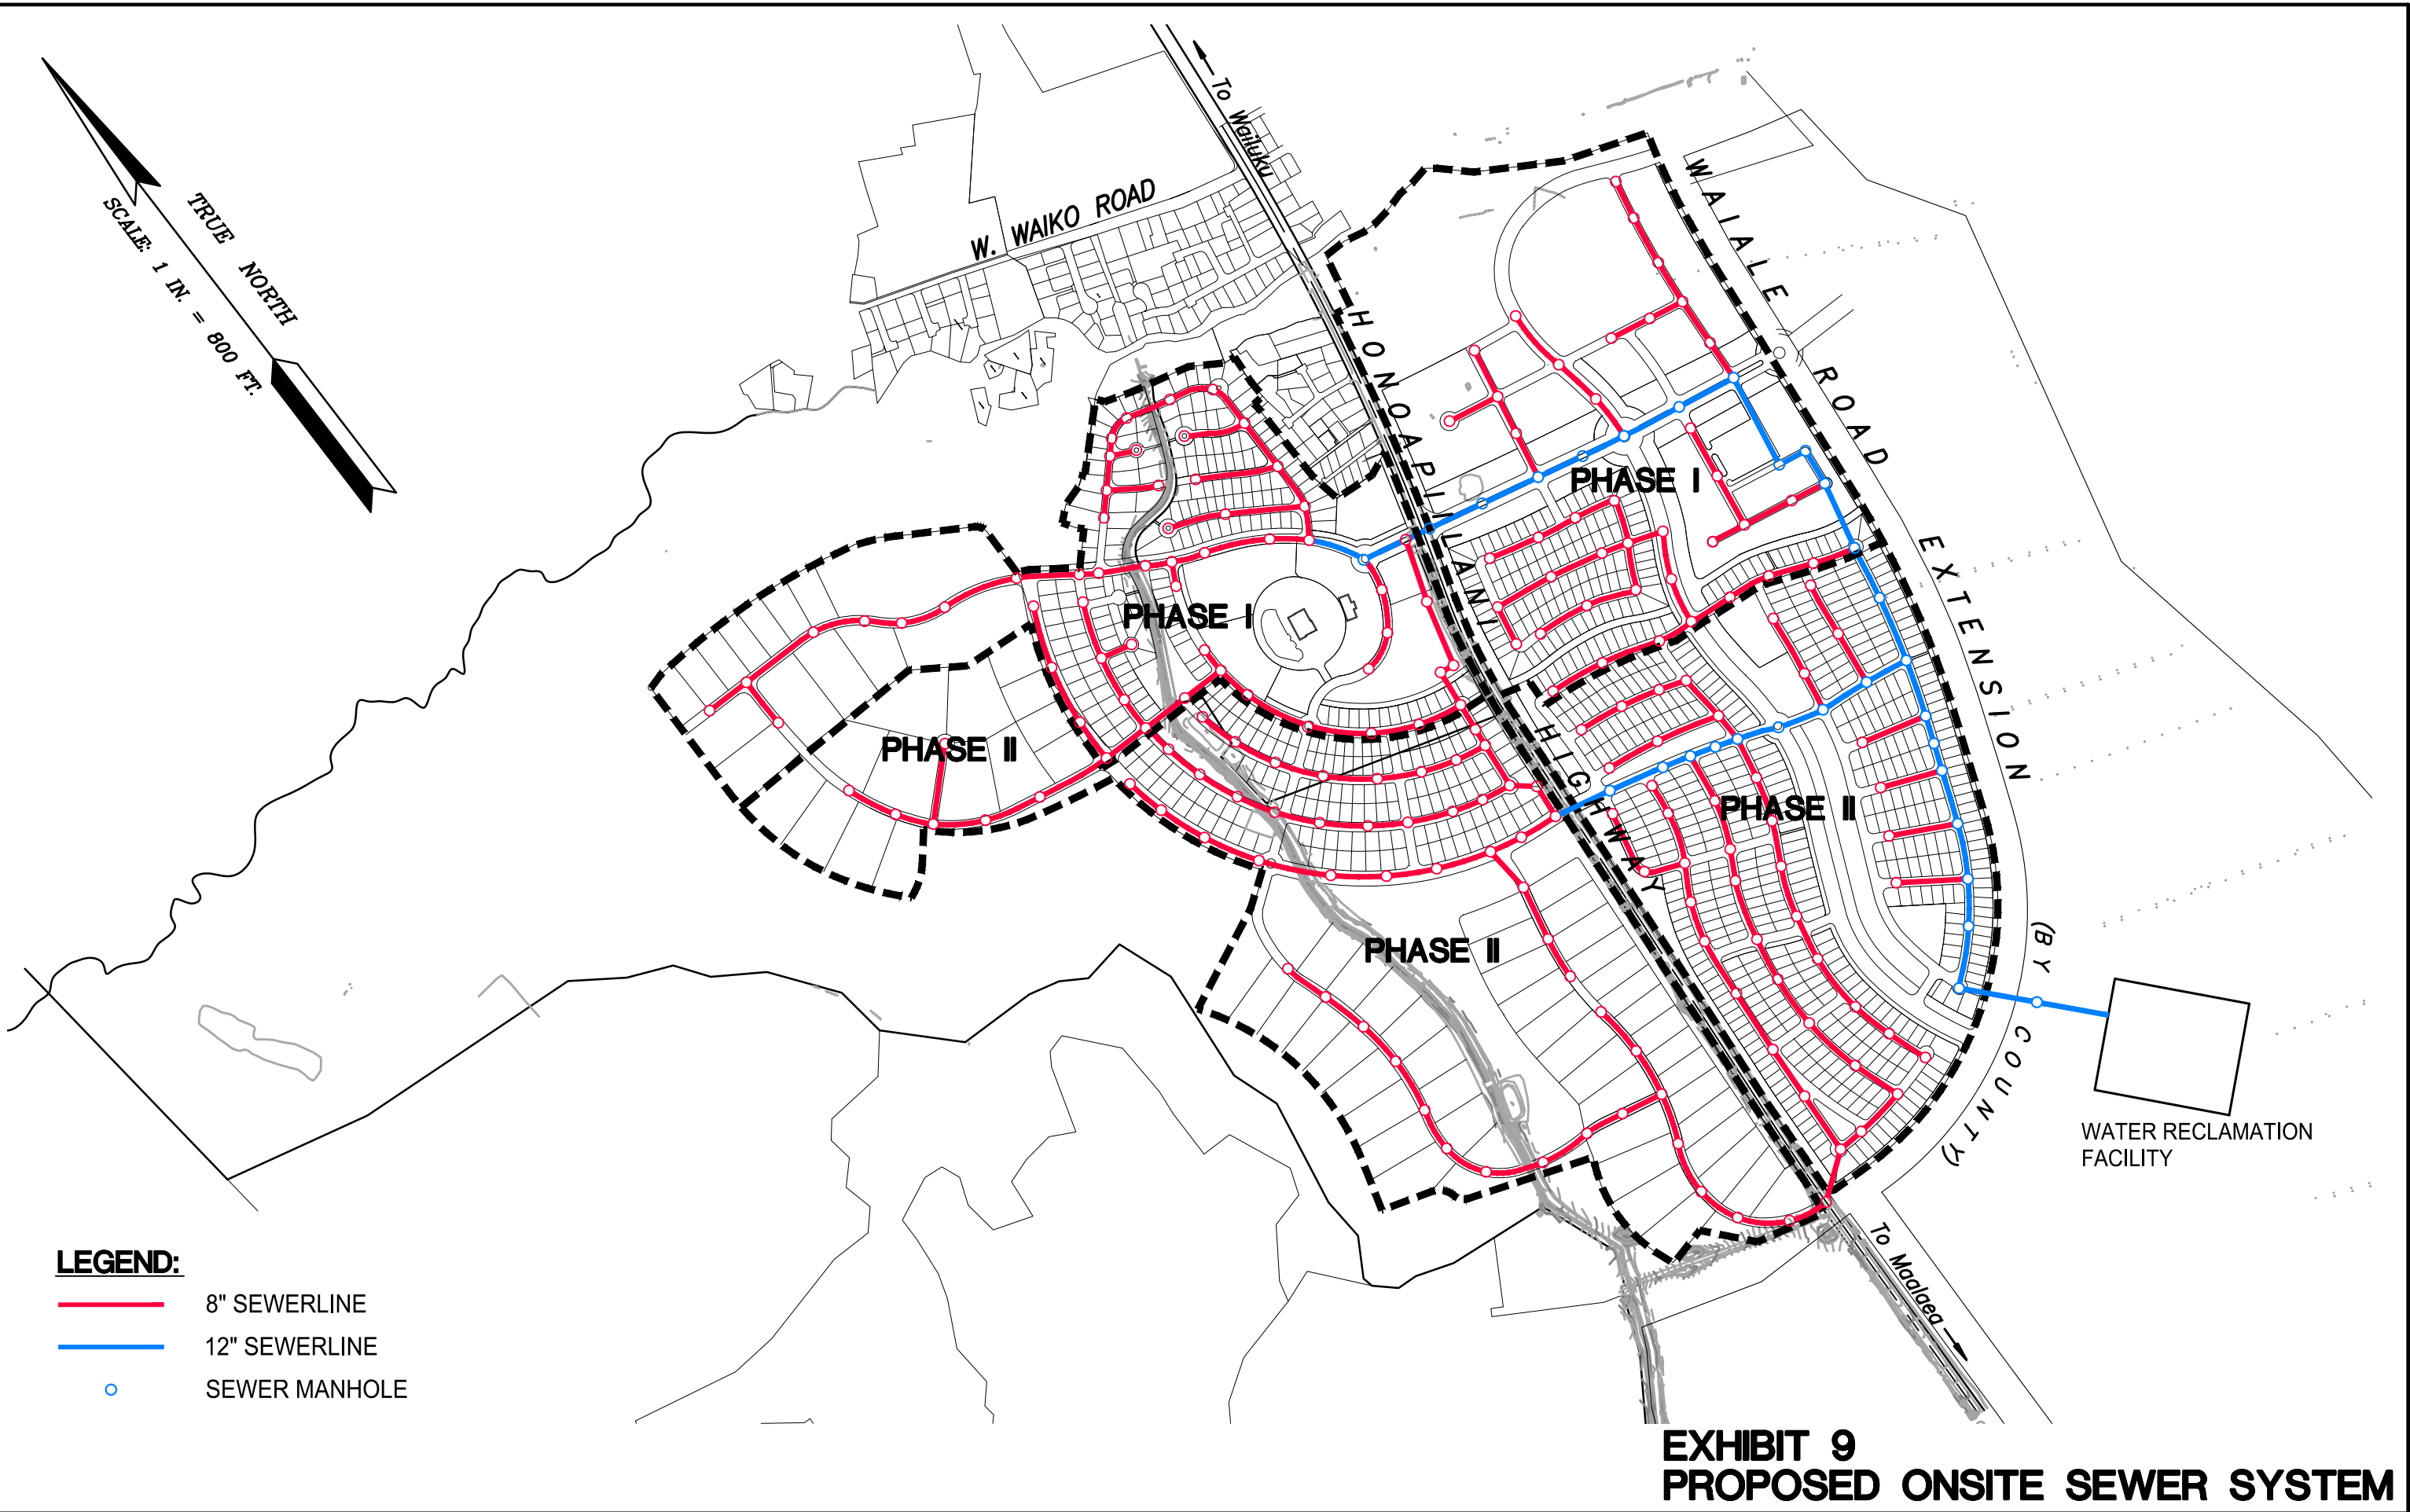 To Wailuku
W. WAIKO ROAD
TRUE NORTH
SCALE: 1 IN. = 800 FT.
HONOAPIILANI HIGHWAY
WAIALE ROAD EXTENSION (BY COUNTY)
PHASE I
PHASE I
PHASE II
PHASE II
PHASE II
WATER RECLAMATION
FACILITY
To Maalaea
LEGEND:
8" SEWERLINE
12" SEWERLINE
SEWER MANHOLE
EXHIBIT 9
PROPOSED ONSITE SEWER SYSTEM